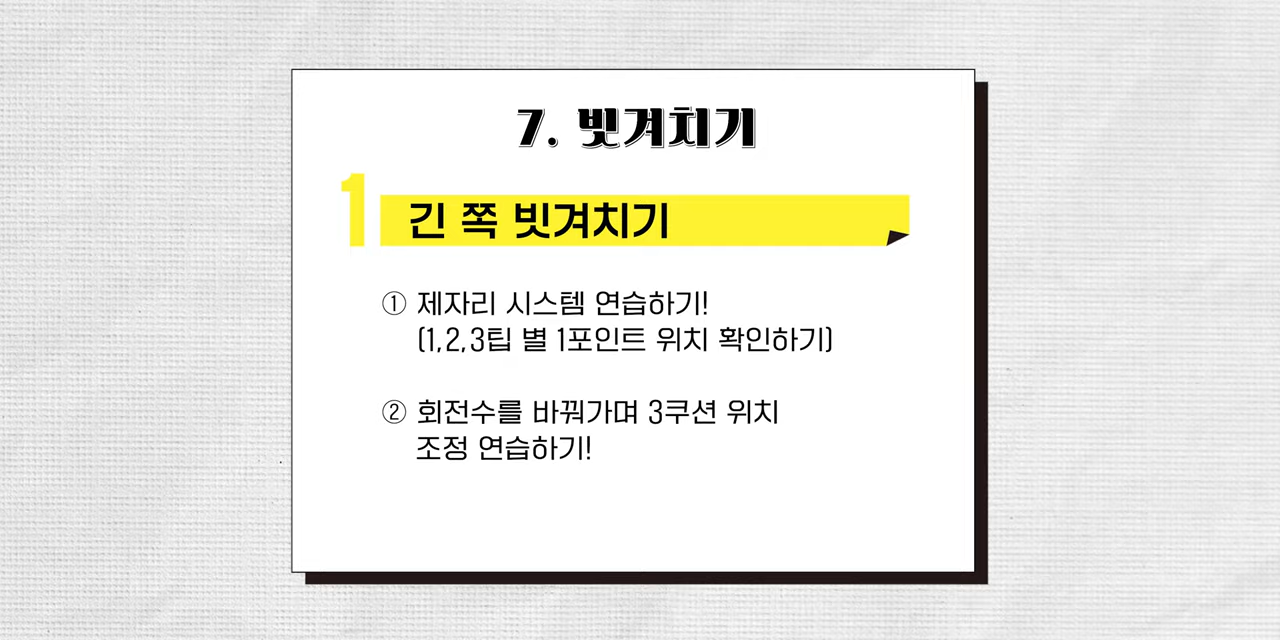 7. 빗겨치기
1 긴 쪽 빗겨치기
① 제자리 시스템 연습하기!
(1,2,3팁 별 1포인트 위치 확인하기)
② 회전수를 바꿔가며 3쿠션 위치
조정 연습하기!